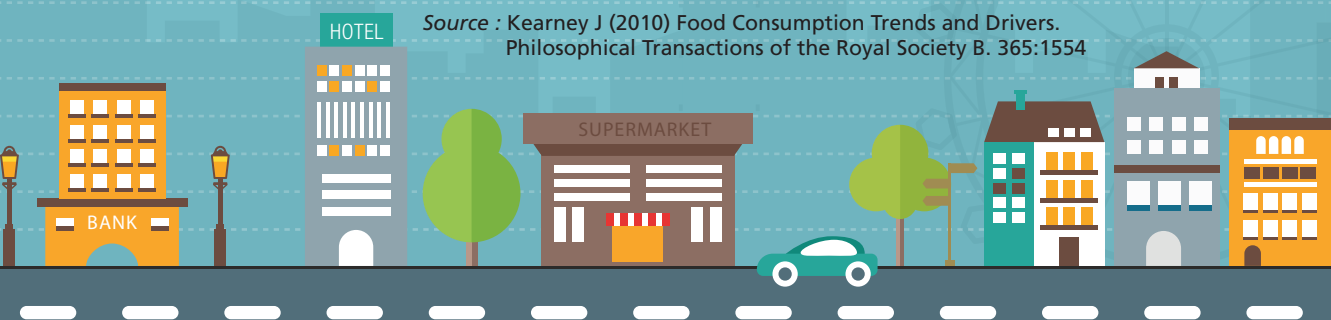 HOTEL
Source : Kearney J (2010) Food Consumption Trends and Drivers.
Philosophical Transactions of the Royal Society B. 365:1554
SUPERMARKET
BANK